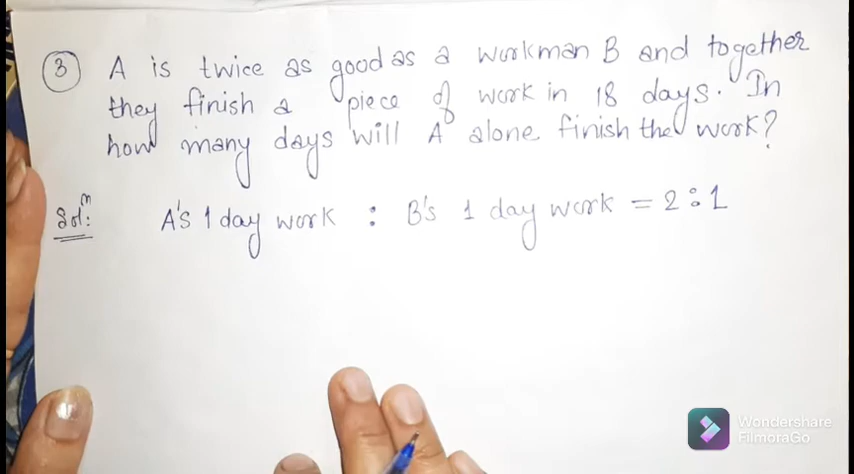 3 A is twice as good as a workman B and together
they finish a piece of work in 18 days. In
how many days will A alone finish the work?
Solⁿ: A's 1 day work : B's 1 day work = 2:1
Wondershare
FilmoraGo